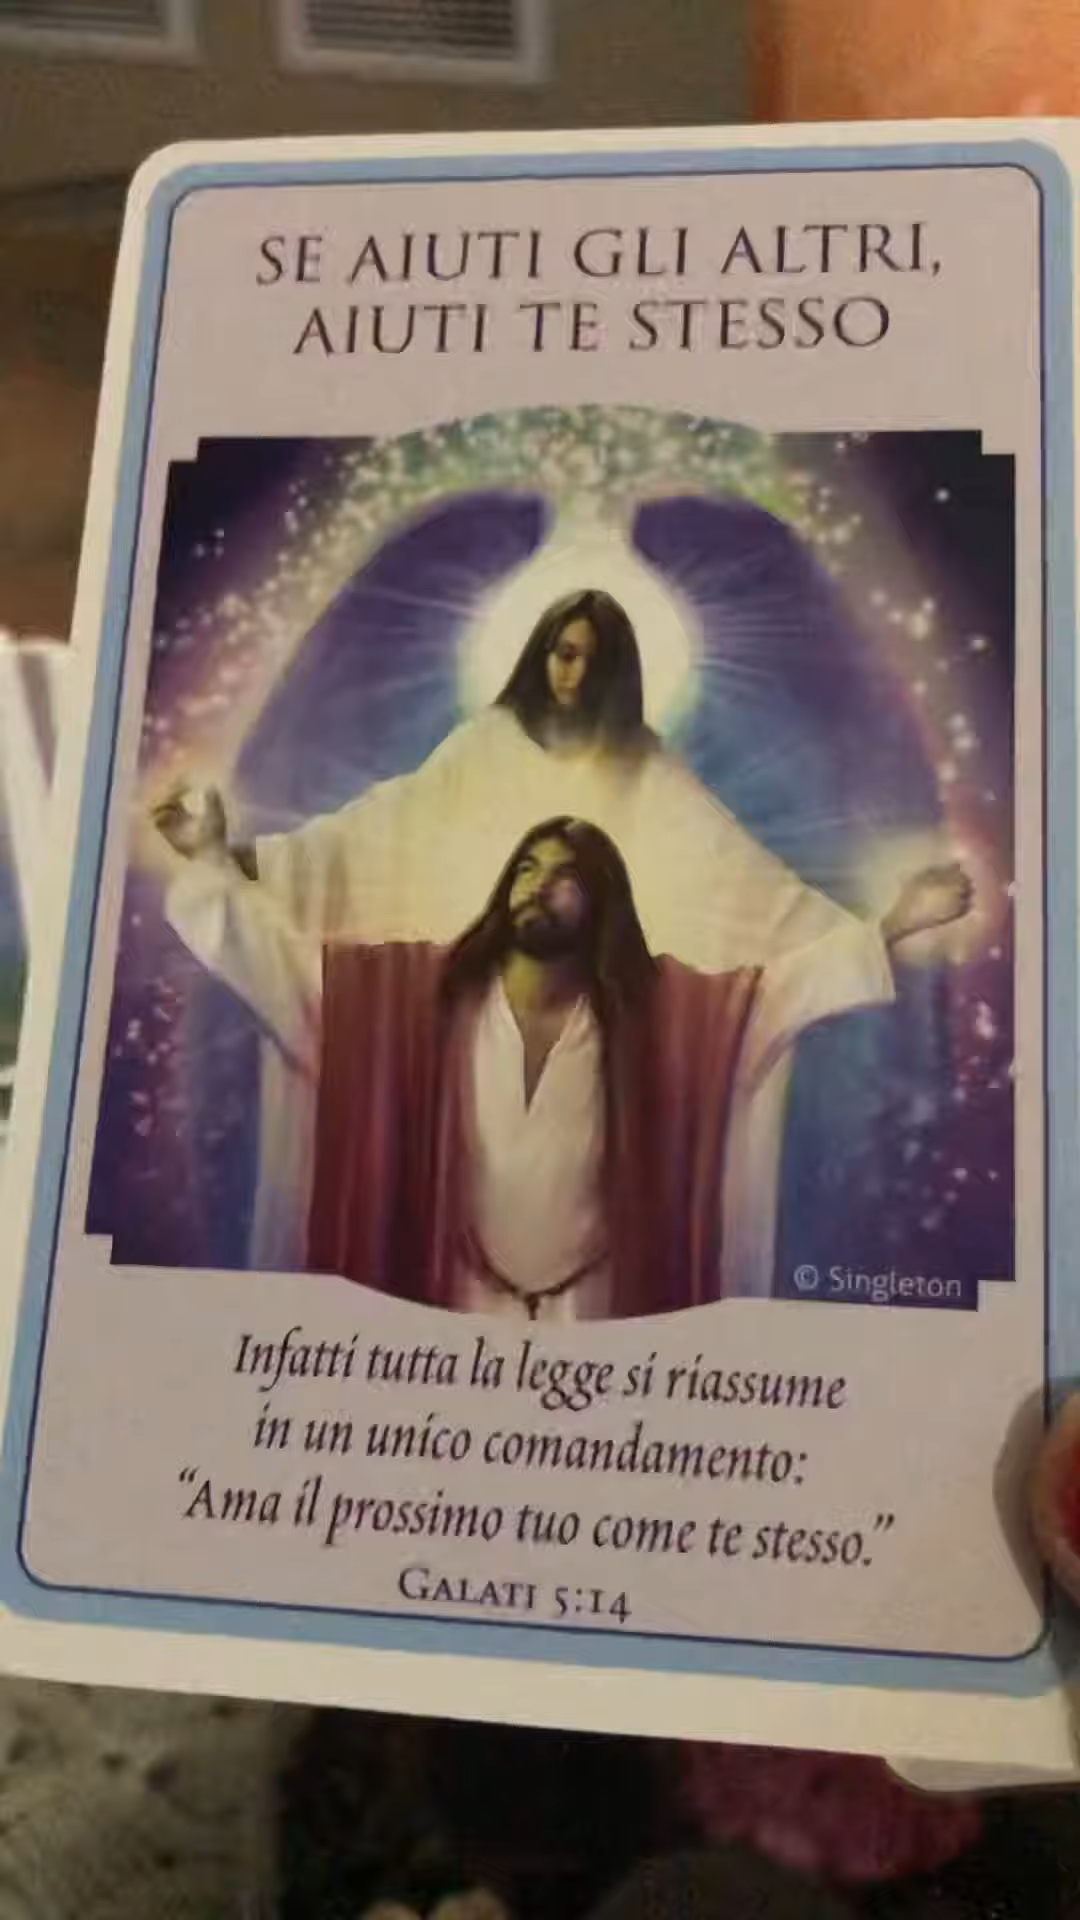 SE AIUTI GLI ALTRI,
AIUTI TE STESSO
© Singleton
Infatti tutta la legge si riassume
in un unico comandamento:
“Ama il prossimo tuo come te stesso.”
GALATI 5:14